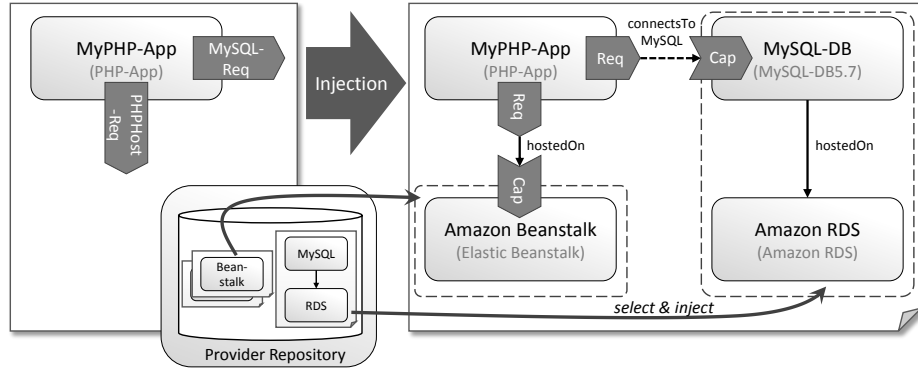 MyPHP-App
(PHP-App)
MySQL-
Req
PHPHost
-Req
Injection
MyPHP-App
(PHP-App)
Req
Req
connectsTo
MySQL
Cap
MySQL-DB
(MySQL-DB5.7)
hostedOn
Cap
hostedOn
Amazon Beanstalk
(Elastic Beanstalk)
Amazon RDS
(Amazon RDS)
Bean-
stalk
MySQL
RDS
select & inject
Provider Repository